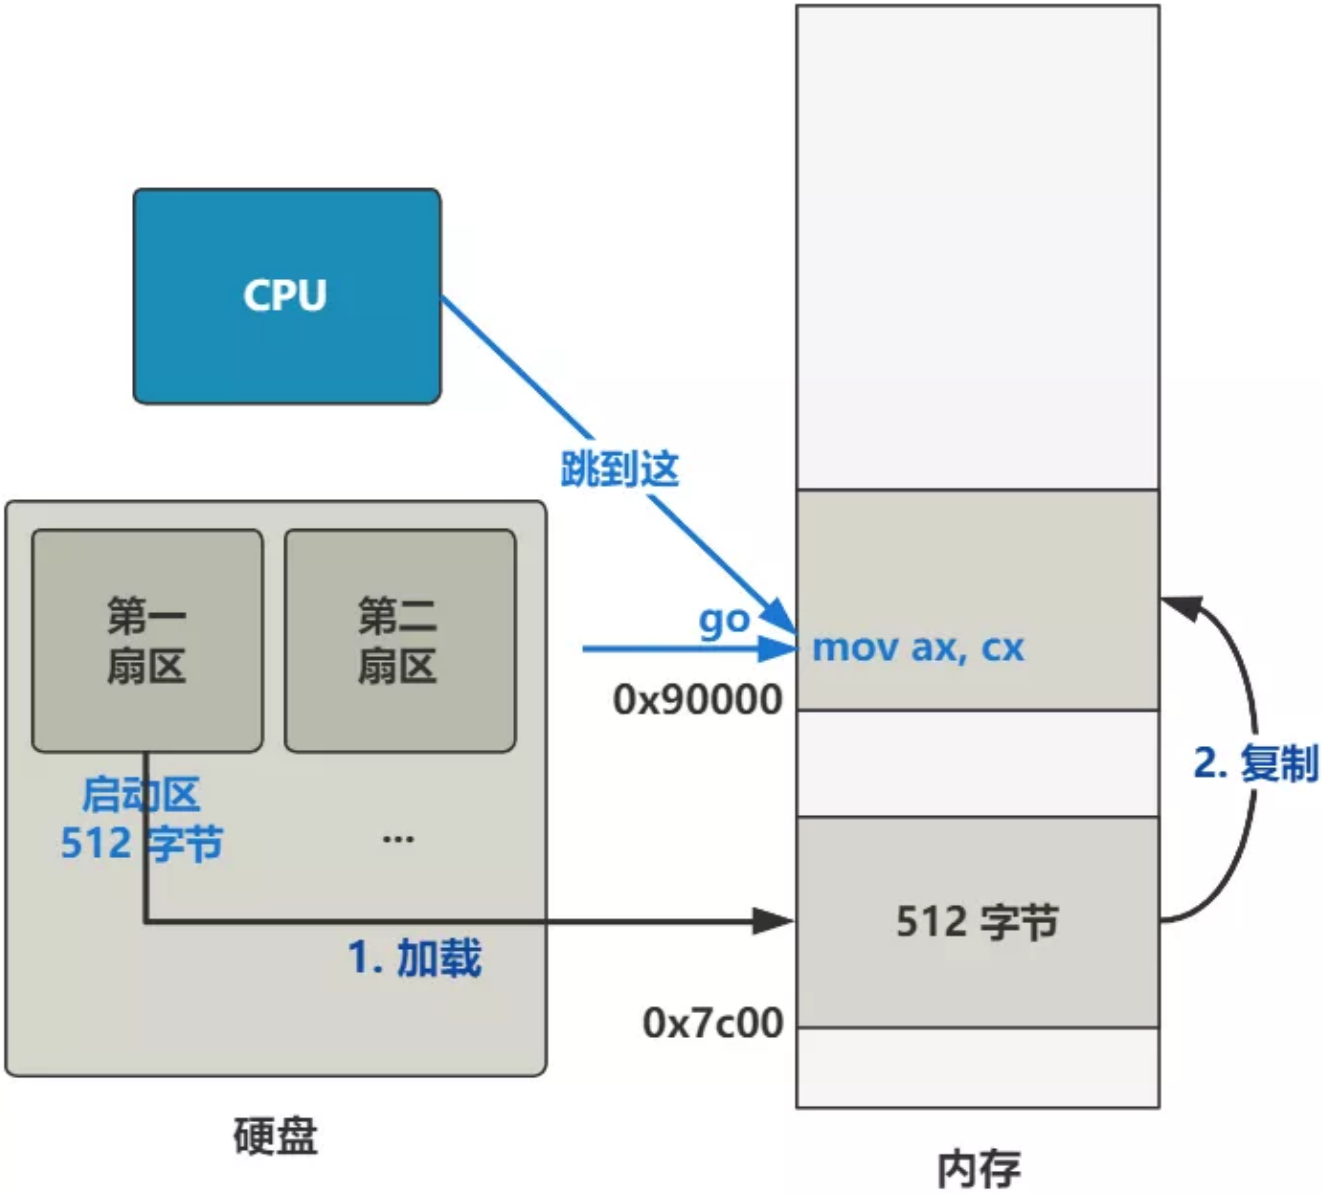 CPU
跳到这
第一
扇区
第二
扇区
go
mov ax, cx
0x90000
2. 复制
启动区
512 字节
...
512 字节
1. 加载
0x7c00
硬盘
内存